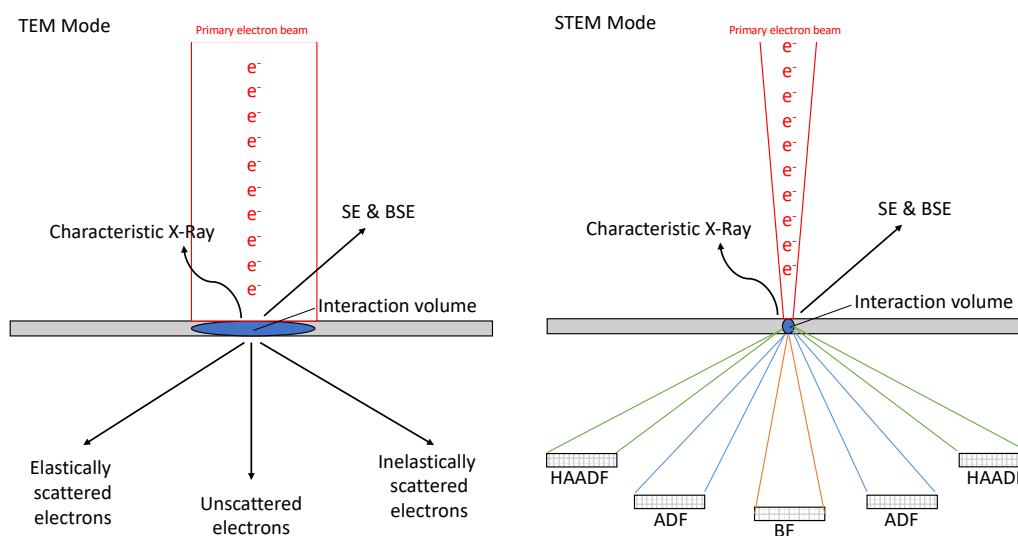 TEM Mode
Primary electron beam
e-
e-
e-
e-
e-
e-
e-
e-
e-
e-
Characteristic X-Ray
SE & BSE
Interaction volume
Elastically
scattered
electrons
Unscattered
electrons
Inelastically
scattered
electrons
STEM Mode
Primary electron beam
e-
e-
e-
e-
e-
e-
e-
e-
e-
e-
Characteristic X-Ray
SE & BSE
Interaction volume
HAADF
ADF
BF
ADF
HAADF